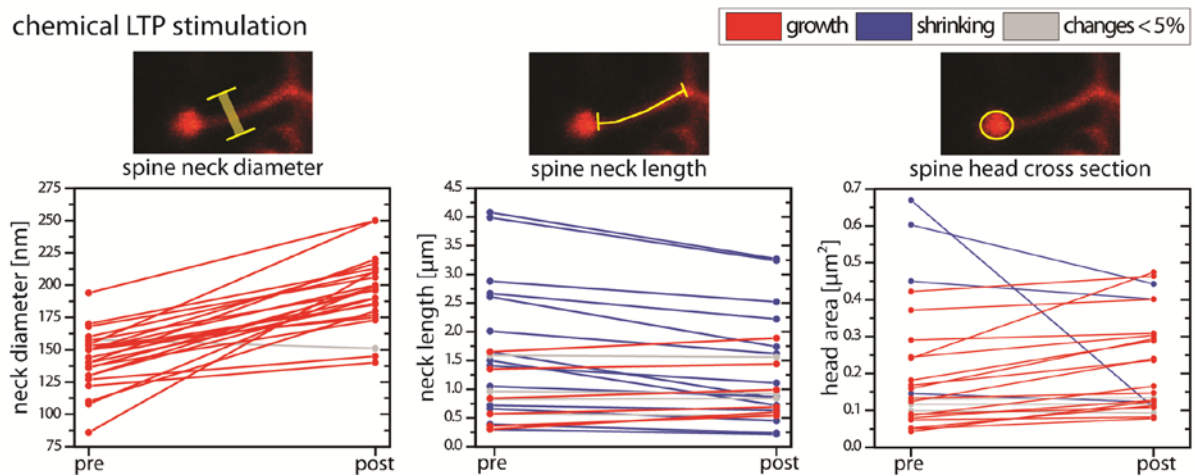 chemical LTP stimulation
growth shrinking changes < 5%
spine neck diameter
spine neck length
spine head cross section
neck diameter [nm]
275
250
225
200
175
150
125
100
75
pre post
neck length [µm]
4.5
4.0
3.5
3.0
2.5
2.0
1.5
1.0
0.5
0.0
pre post
head area [µm²]
0.7
0.6
0.5
0.4
0.3
0.2
0.1
0.0
pre post